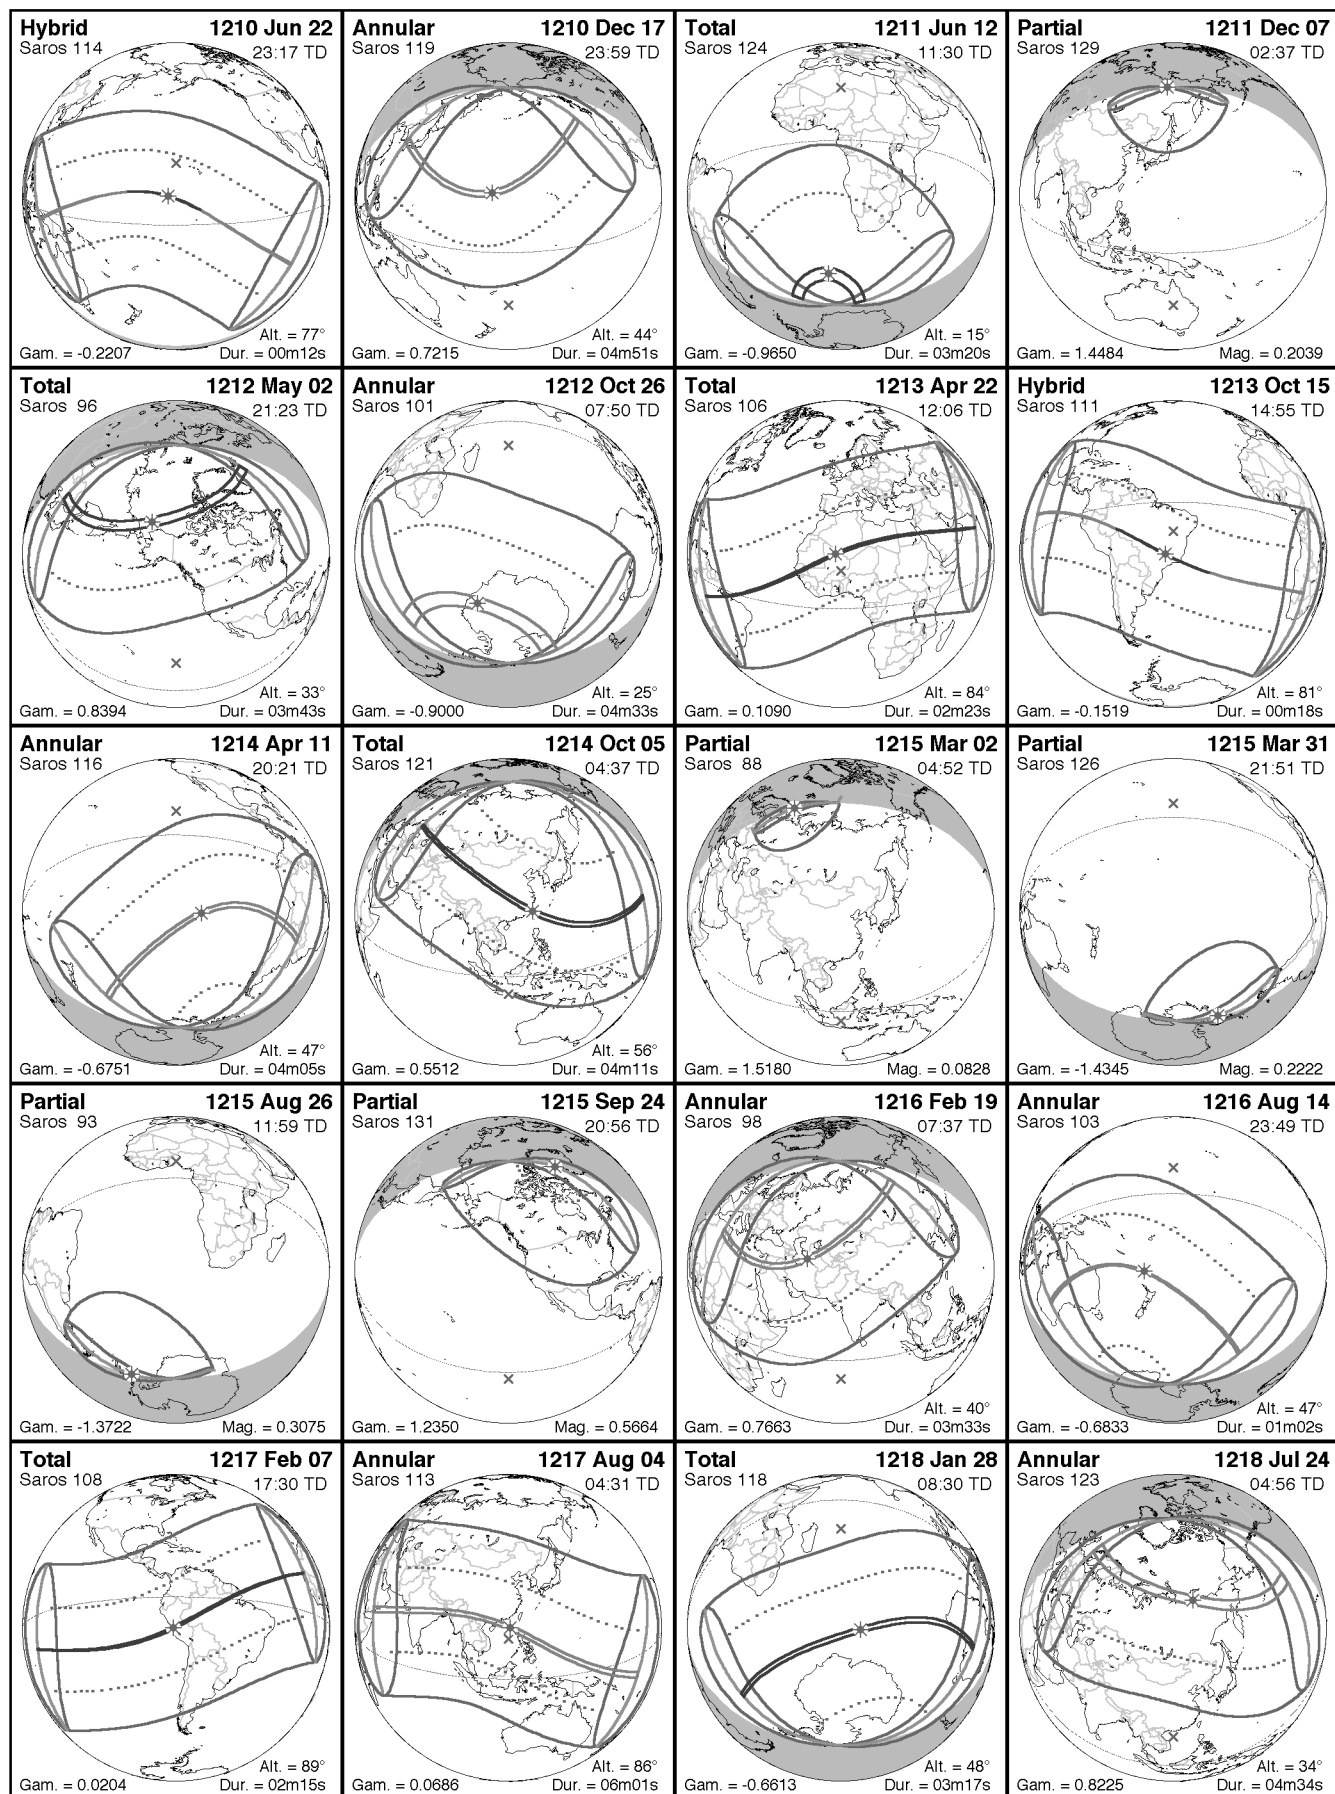 Hybrid 1210 Jun 22
Saros 114 23:17 TD
Alt. = 77°
Gam. = -0.2207 Dur. = 00m12s
Annular 1210 Dec 17
Saros 119 23:59 TD
Alt. = 44°
Gam. = 0.7215 Dur. = 04m51s
Total 1211 Jun 12
Saros 124 11:30 TD
Alt. = 15°
Gam. = -0.9650 Dur. = 03m20s
Partial 1211 Dec 07
Saros 129 02:37 TD
Gam. = 1.4484 Mag. = 0.2039
Total 1212 May 02
Saros 96 21:23 TD
Alt. = 33°
Gam. = 0.8394 Dur. = 03m43s
Annular 1212 Oct 26
Saros 101 07:50 TD
Alt. = 25°
Gam. = -0.9000 Dur. = 04m33s
Total 1213 Apr 22
Saros 106 12:06 TD
Alt. = 84°
Gam. = 0.1090 Dur. = 02m23s
Hybrid 1213 Oct 15
Saros 111 14:55 TD
Alt. = 81°
Gam. = -0.1519 Dur. = 00m18s
Annular 1214 Apr 11
Saros 116 20:21 TD
Alt. = 47°
Gam. = -0.6751 Dur. = 04m05s
Total 1214 Oct 05
Saros 121 04:37 TD
Alt. = 56°
Gam. = 0.5512 Dur. = 04m11s
Partial 1215 Mar 02
Saros 88 04:52 TD
Gam. = 1.5180 Mag. = 0.0828
Partial 1215 Mar 31
Saros 126 21:51 TD
Gam. = -1.4345 Mag. = 0.2222
Partial 1215 Aug 26
Saros 93 11:59 TD
Gam. = -1.3722 Mag. = 0.3075
Partial 1215 Sep 24
Saros 131 20:56 TD
Gam. = 1.2350 Mag. = 0.5664
Annular 1216 Feb 19
Saros 98 07:37 TD
Alt. = 40°
Gam. = 0.7663 Dur. = 03m33s
Annular 1216 Aug 14
Saros 103 23:49 TD
Alt. = 47°
Gam. = -0.6833 Dur. = 01m02s
Total 1217 Feb 07
Saros 108 17:30 TD
Alt. = 89°
Gam. = 0.0204 Dur. = 02m15s
Annular 1217 Aug 04
Saros 113 04:31 TD
Alt. = 86°
Gam. = 0.0686 Dur. = 06m01s
Total 1218 Jan 28
Saros 118 08:30 TD
Alt. = 48°
Gam. = -0.6613 Dur. = 03m17s
Annular 1218 Jul 24
Saros 123 04:56 TD
Alt. = 34°
Gam. = 0.8225 Dur. = 04m34s